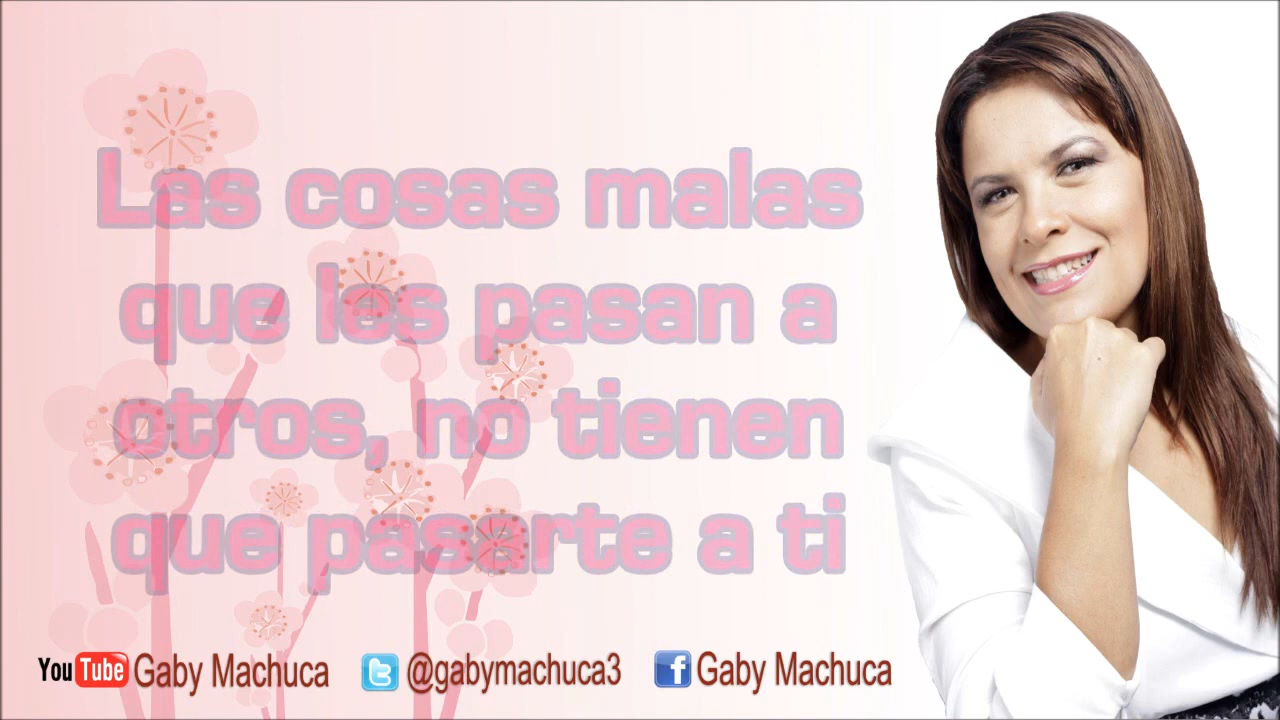 Las cosas malas
que les pasan a
otros, no tienen
que pasarte a ti
YouTube Gaby Machuca @gabymachuca3 f Gaby Machuca